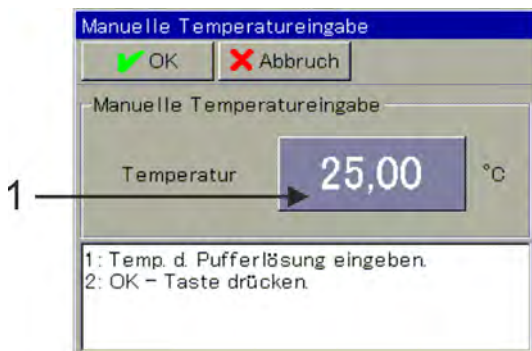 Manuelle Temperatureingabe
OK Abbruch
Manuelle Temperatureingabe
1 Temperatur 25,00 °C
1: Temp. d. Pufferlösung eingeben.
2: OK - Taste drücken.